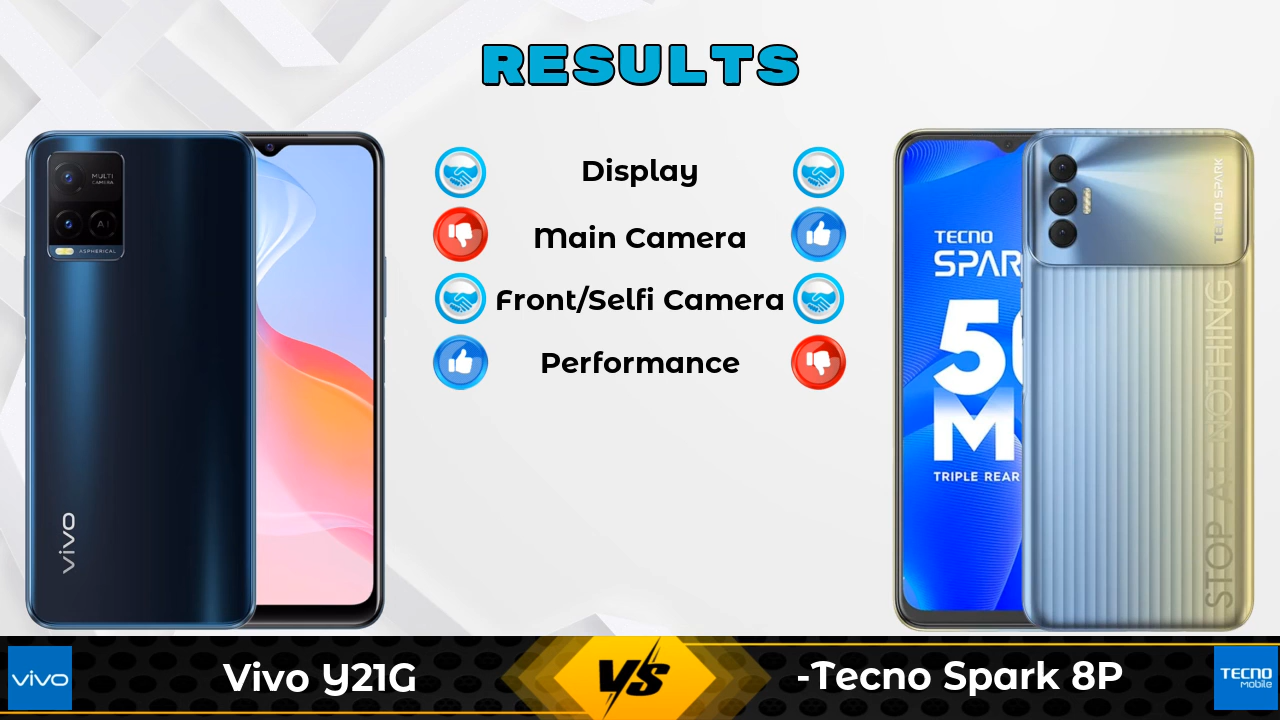 RESULTS
Display
Main Camera
Front/Selfi Camera
Performance
MULTI
CAMERA
AI
ASPHERICAL
vivo
TECNO
SPAR
50
M
TRIPLE REAR
TECNO SPARK
STOP AT NOTHING
vivo
Vivo Y21G
VS
-Tecno Spark 8P
TECNO
mobile